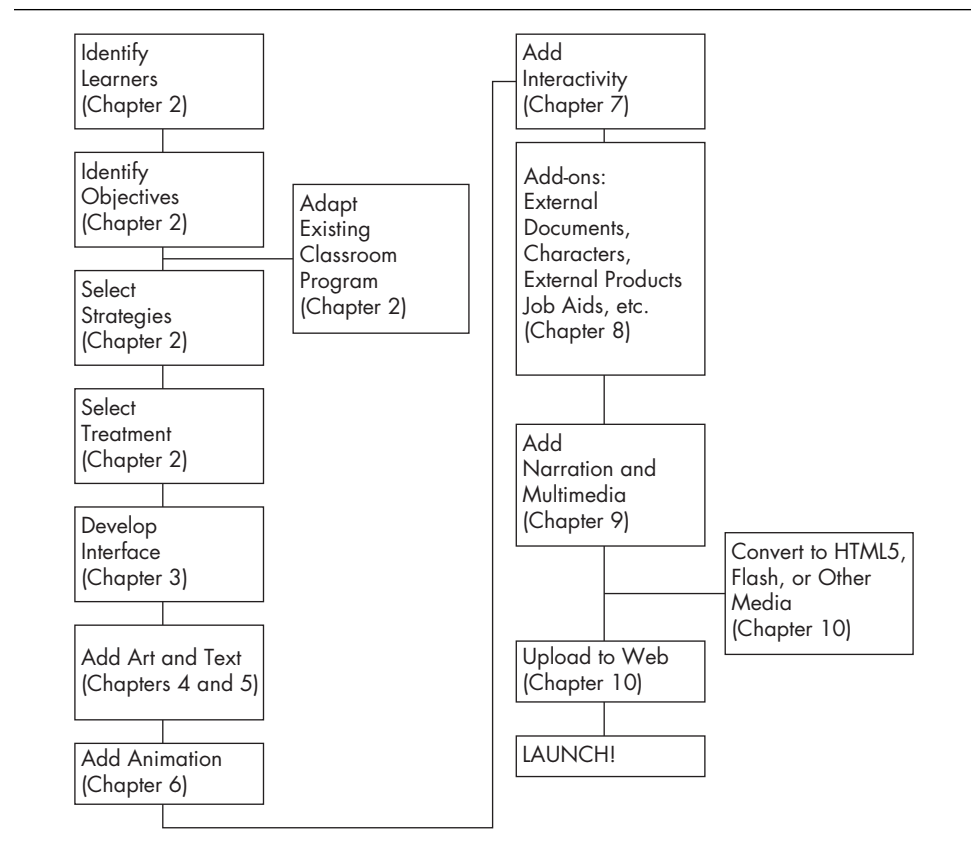 Identify
Learners
(Chapter 2)
Identify
Objectives
(Chapter 2)
Adapt
Existing
Classroom
Program
(Chapter 2)
Select
Strategies
(Chapter 2)
Select
Treatment
(Chapter 2)
Develop
Interface
(Chapter 3)
Add Art and Text
(Chapters 4 and 5)
Add Animation
(Chapter 6)
Add
Interactivity
(Chapter 7)
Add-ons:
External
Documents,
Characters,
External Products
Job Aids, etc.
(Chapter 8)
Add
Narration and
Multimedia
(Chapter 9)
Convert to HTML5,
Flash, or Other
Media
(Chapter 10)
Upload to Web
(Chapter 10)
LAUNCH!